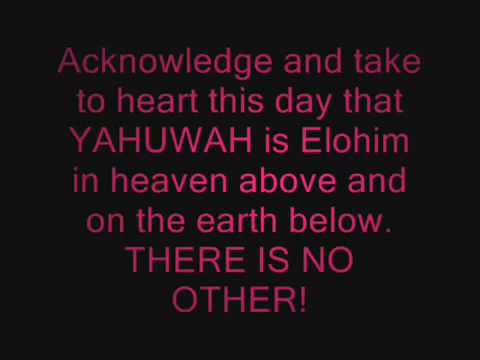 Acknowledge and take
to heart this day that
YAHUWAH is Elohim
in heaven above and
on the earth below.
THERE IS NO
OTHER!